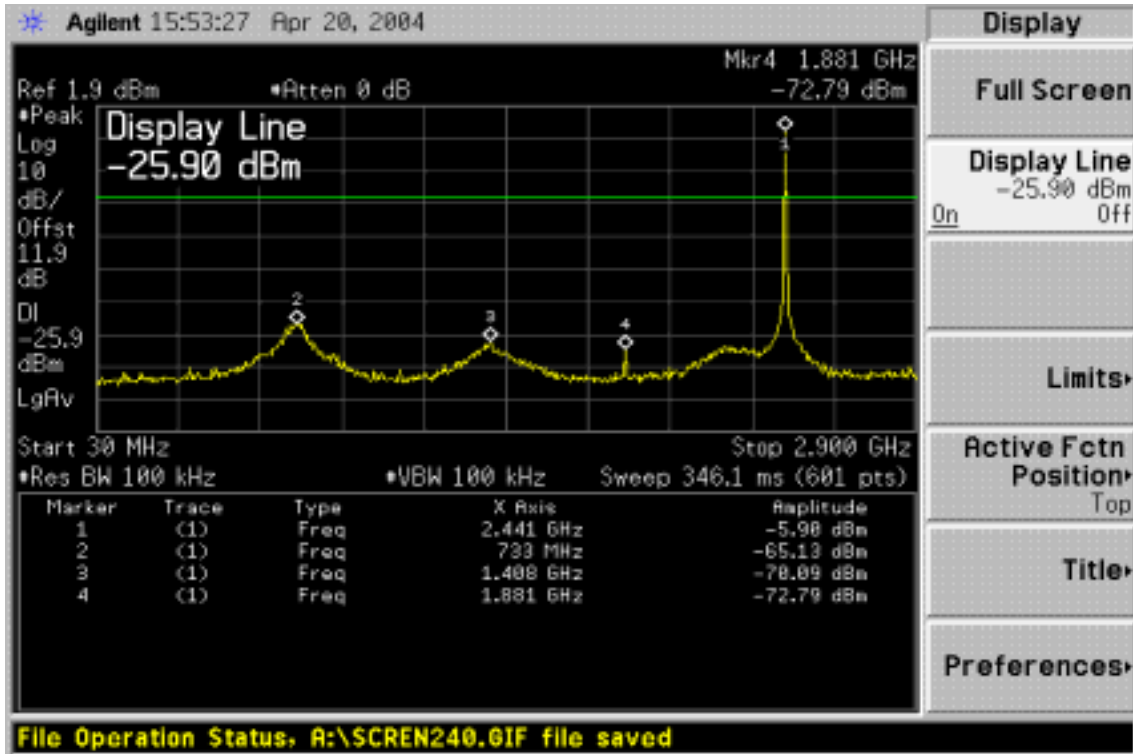 Agilent 15:53:27 Apr 20, 2004
Display
Mkr4 1.881 GHz
Ref 1.9 dBm #Atten 0 dB -72.79 dBm
#Peak
Log
10
dB/
Offst
11.9
dB
DI
-25.9
dBm
LgAv
Display Line
-25.90 dBm
1
2
3
4
Start 30 MHz Stop 2.900 GHz
#Res BW 100 kHz #VBW 100 kHz Sweep 346.1 ms (601 pts)
Marker Trace Type X Axis Amplitude
1 (1) Freq 2.441 GHz -5.90 dBm
2 (1) Freq 733 MHz -65.13 dBm
3 (1) Freq 1.408 GHz -70.09 dBm
4 (1) Freq 1.881 GHz -72.79 dBm
Full Screen
Display Line
-25.90 dBm
On Off
Limits
Active Fctn
Position
Top
Title
Preferences
File Operation Status, A:\SCREN240.GIF file saved